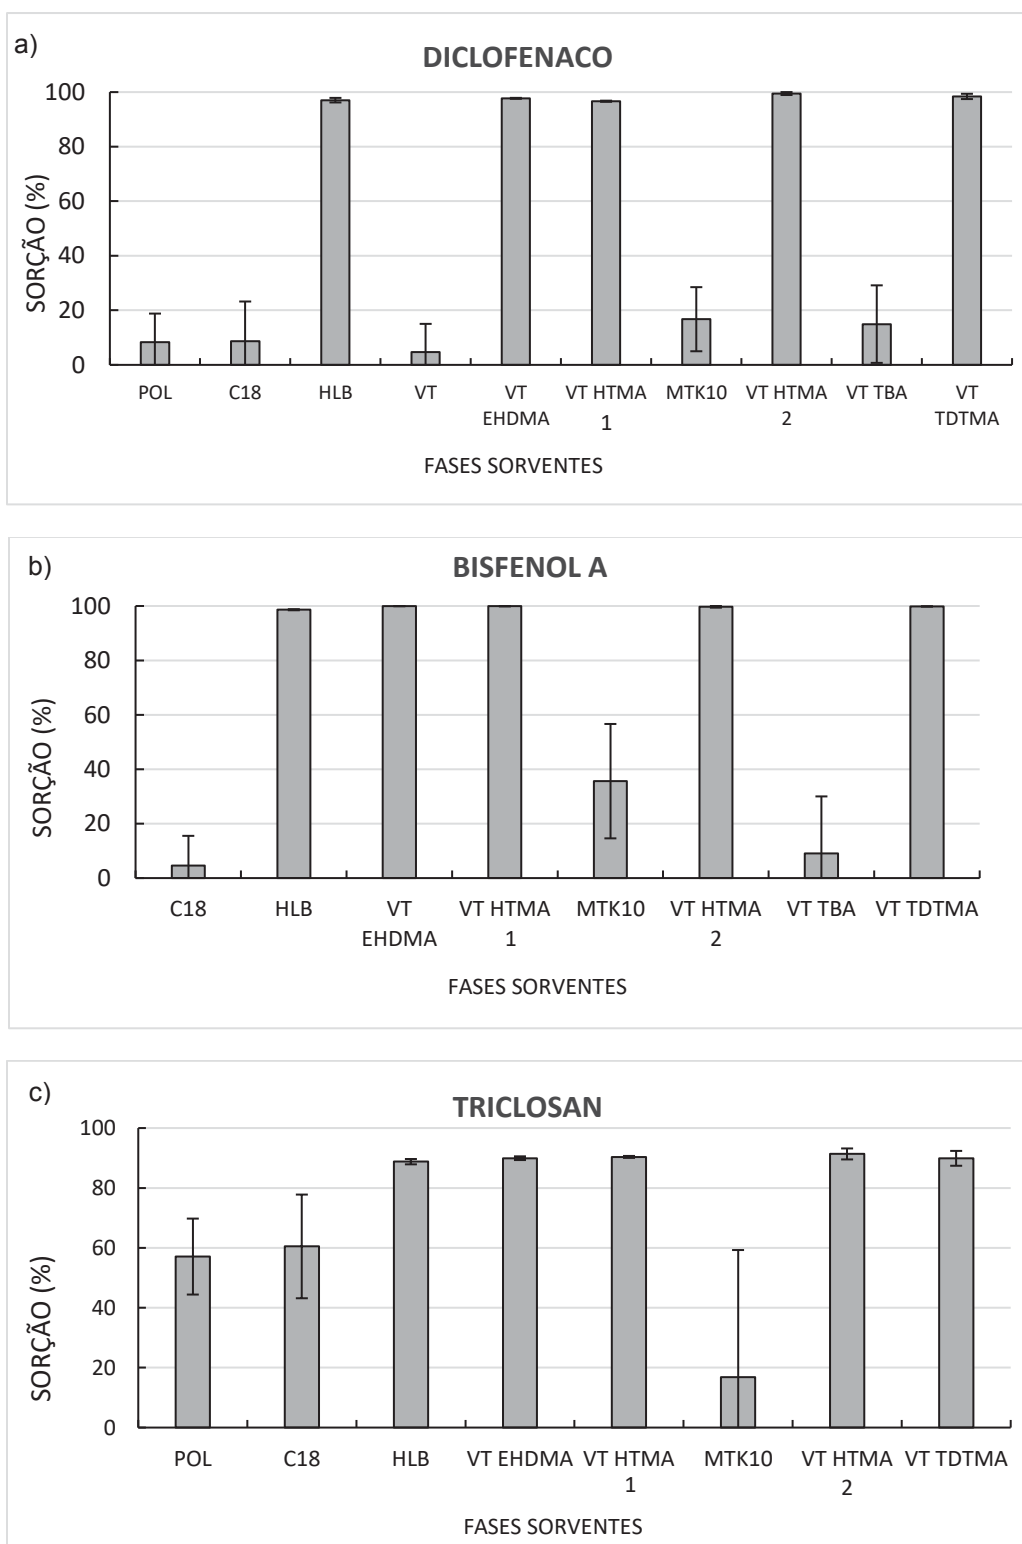 a)
DICLOFENACO
100
80
60
40
20
0
SORÇÃO (%)
POL C18 HLB VT VT VT HTMA MTK10 VT HTMA VT TBA VT
EHDMA 1 2 TDTMA
FASES SORVENTES
b)
BISFENOL A
100
80
60
40
20
0
SORÇÃO (%)
C18 HLB VT VT HTMA MTK10 VT HTMA VT TBA VT TDTMA
EHDMA 1 2
FASES SORVENTES
c)
TRICLOSAN
100
80
60
40
20
0
SORÇÃO (%)
POL C18 HLB VT EHDMA VT HTMA MTK10 VT HTMA VT TDTMA
1 2
FASES SORVENTES